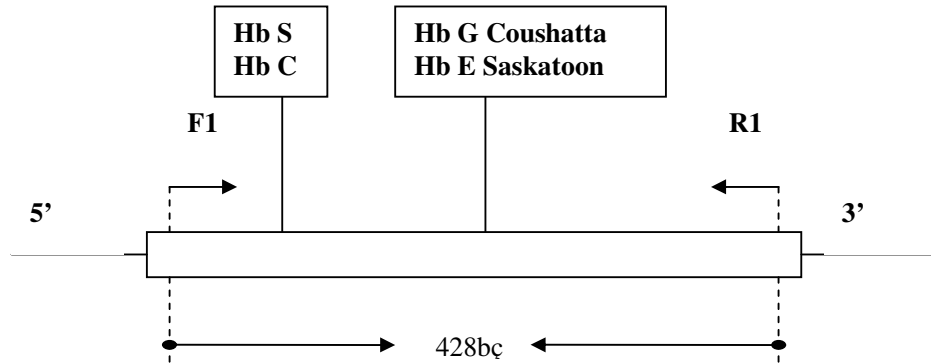 Hb S
Hb C
Hb G Coushatta
Hb E Saskatoon
F1
R1
5’
3’
428bç